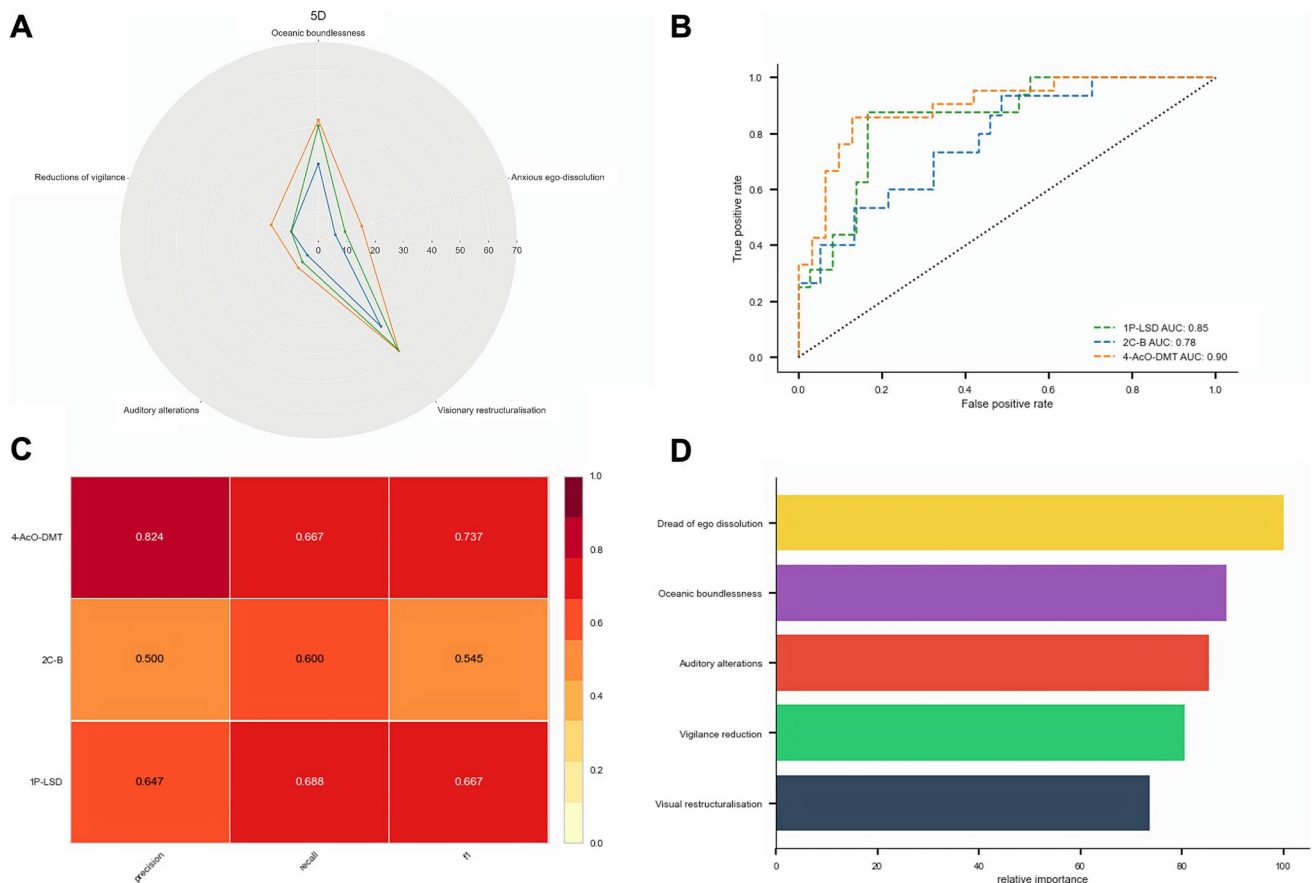 A
5D
Oceanic boundlessness
Reductions of vigilance
Anxious ego-dissolution
0 10 20 30 40 50 60 70
Auditory alterations
Visionary restructuralisation
B
1.0
0.8
0.6
0.4
0.2
0.0
True positive rate
1P-LSD AUC: 0.85
2C-B AUC: 0.78
4-AcO-DMT AUC: 0.90
0.0 0.2 0.4 0.6 0.8 1.0
False positive rate
C
4-AcO-DMT 0.824 0.667 0.737
2C-B 0.500 0.600 0.545
1P-LSD 0.647 0.688 0.667
precision recall f1
1.0
0.8
0.6
0.4
0.2
0.0
D
Dread of ego dissolution
Oceanic boundlessness
Auditory alterations
Vigilance reduction
Visual restructuralisation
0 20 40 60 80 100
relative importance